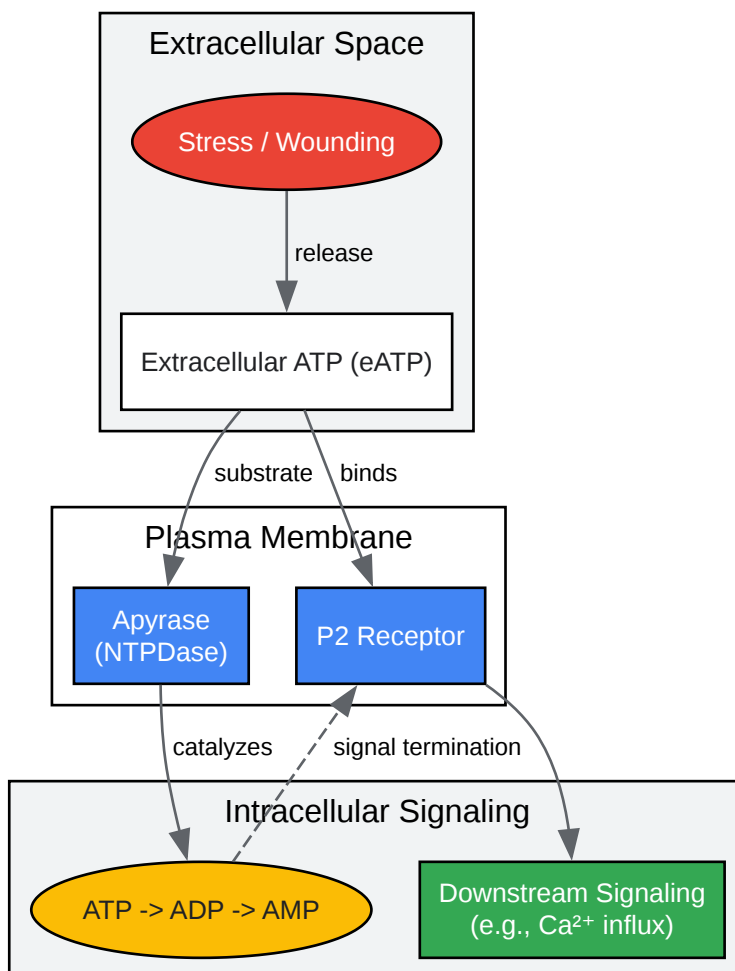 Extracellular Space
Stress / Wounding
release
Extracellular ATP (eATP)
substrate
binds
Plasma Membrane
Apyrase
(NTPDase)
P2 Receptor
catalyzes
signal termination
Intracellular Signaling
ATP -> ADP -> AMP
Downstream Signaling
(e.g., Ca²⁺ influx)